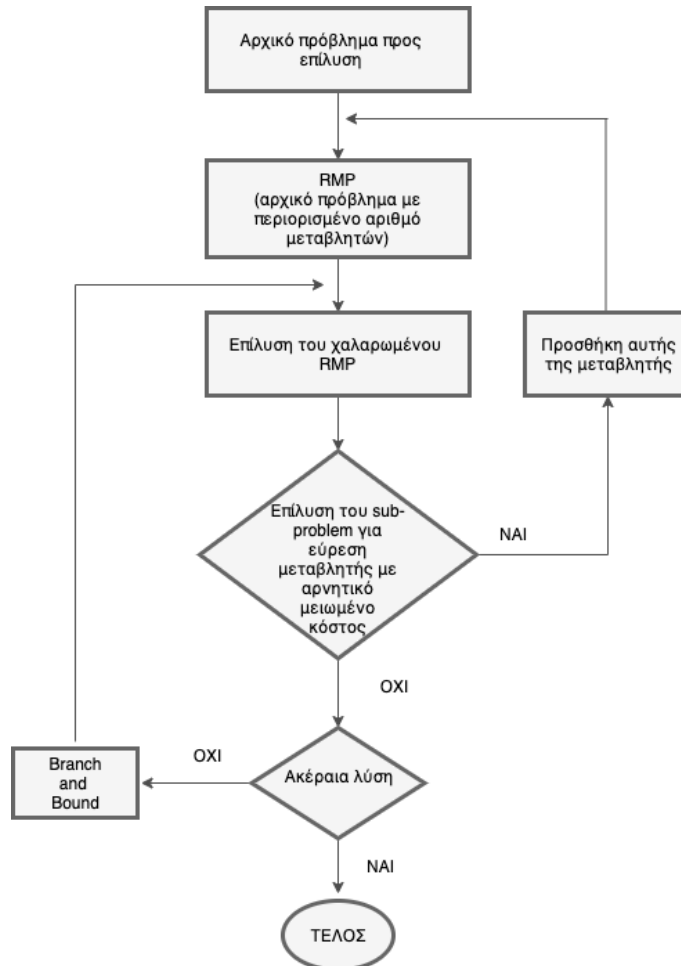 Αρχικό πρόβλημα προς
επίλυση
RMP
(αρχικό πρόβλημα με
περιορισμένο αριθμό
μεταβλητών)
Επίλυση του χαλαρωμένου
RMP
Προσθήκη αυτής
της μεταβλητής
Επίλυση του sub-
problem για
εύρεση
μεταβλητής με
αρνητικό
μειωμένο
κόστος
ΝΑΙ
ΟΧΙ
Ακέραια λύση
ΟΧΙ
Branch
and
Bound
ΝΑΙ
ΤΕΛΟΣ